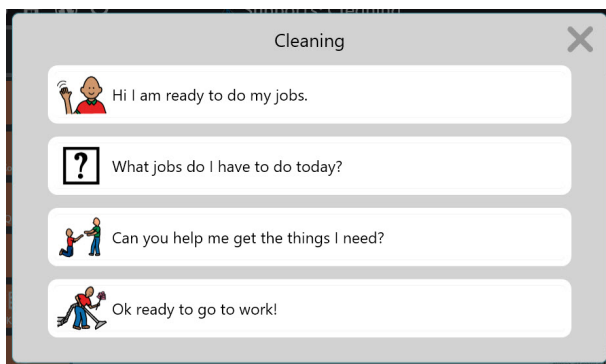 Cleaning
Hi I am ready to do my jobs.
What jobs do I have to do today?
Can you help me get the things I need?
Ok ready to go to work!